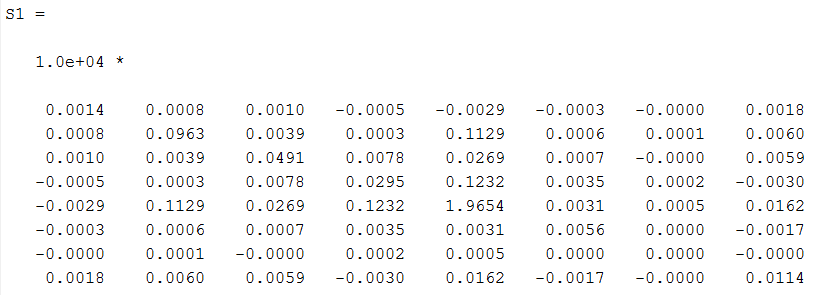 S1 =
1.0e+04 *
0.0014 0.0008 0.0010 -0.0005 -0.0029 -0.0003 -0.0000 0.0018
0.0008 0.0963 0.0039 0.0003 0.1129 0.0006 0.0001 0.0060
0.0010 0.0039 0.0491 0.0078 0.0269 0.0007 -0.0000 0.0059
-0.0005 0.0003 0.0078 0.0295 0.1232 0.0035 0.0002 -0.0030
-0.0029 0.1129 0.0269 0.1232 1.9654 0.0031 0.0005 0.0162
-0.0003 0.0006 0.0007 0.0035 0.0031 0.0056 0.0000 -0.0017
-0.0000 0.0001 -0.0000 0.0002 0.0005 0.0000 0.0000 -0.0000
0.0018 0.0060 0.0059 -0.0030 0.0162 -0.0017 -0.0000 0.0114